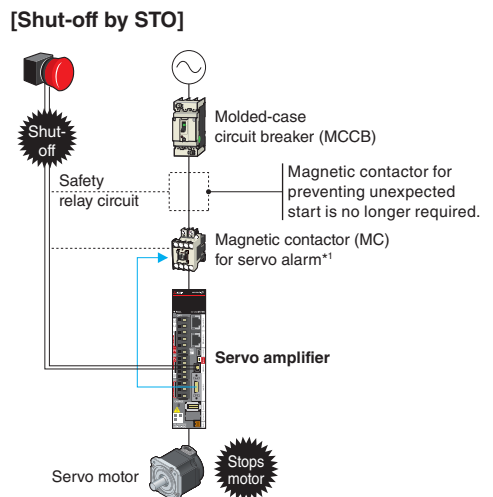 [Shut-off by STO]
Shut-
off
Molded-case
circuit breaker (MCCB)
Safety
relay circuit
Magnetic contactor for
preventing unexpected
start is no longer required.
Magnetic contactor (MC)
for servo alarm*1
Servo amplifier
Servo motor
Stops
motor